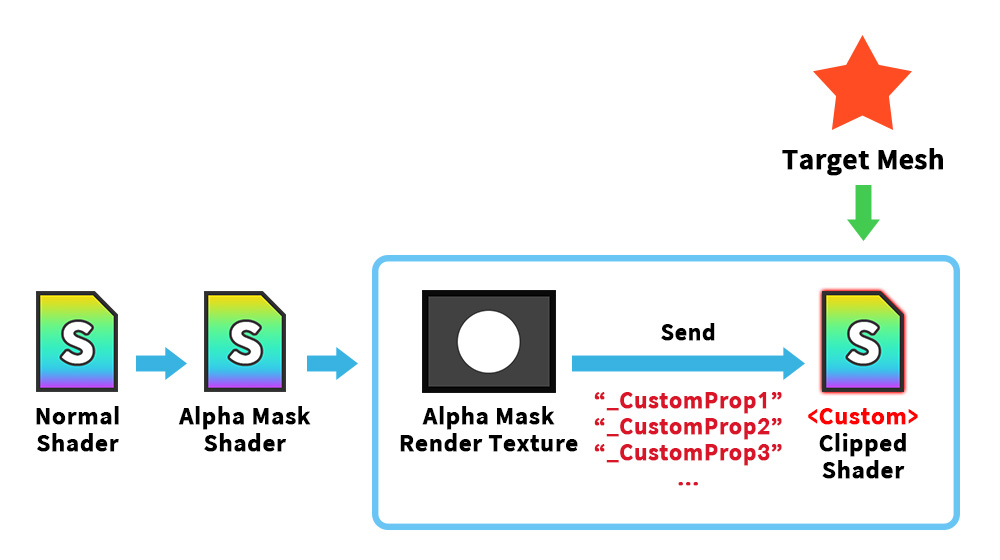 Target Mesh
S
Normal
Shader
S
Alpha Mask
Shader
Alpha Mask
Render Texture
Send
“_CustomProp1”
“_CustomProp2”
“_CustomProp3”
...
S
<Custom>
Clipped
Shader